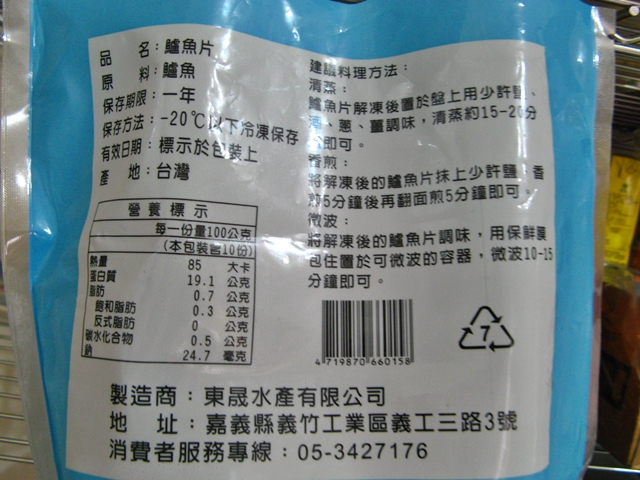 品名：鱸魚片
原料：鱸魚
保存期限：一年
保存方法：-20℃以下冷凍保存
有效日期：標示於包裝上
產地：台灣
營養標示
每一份量100公克
(本包裝含10份)
熱量 85 大卡
蛋白質 19.1 公克
脂肪 0.7 公克
飽和脂肪 0.3 公克
反式脂肪 0 公克
碳水化合物 0.5 公克
鈉 24.7 毫克
建議料理方法：
清蒸：
鱸魚片解凍後置於盤上用少許鹽、
酒、蔥、薑調味，清蒸約15-20分
即可。
香煎：
將解凍後的鱸魚片抹上少許鹽，香
煎5分鐘後再翻面煎5分鐘即可。
微波：
將解凍後的鱸魚片調味，用保鮮膜
包住置於可微波的容器，微波10-15
分鐘即可。
4 719870 660158
7
製造商：東晟水產有限公司
地址：嘉義縣義竹工業區義工三路3號
消費者服務專線：05-3427176